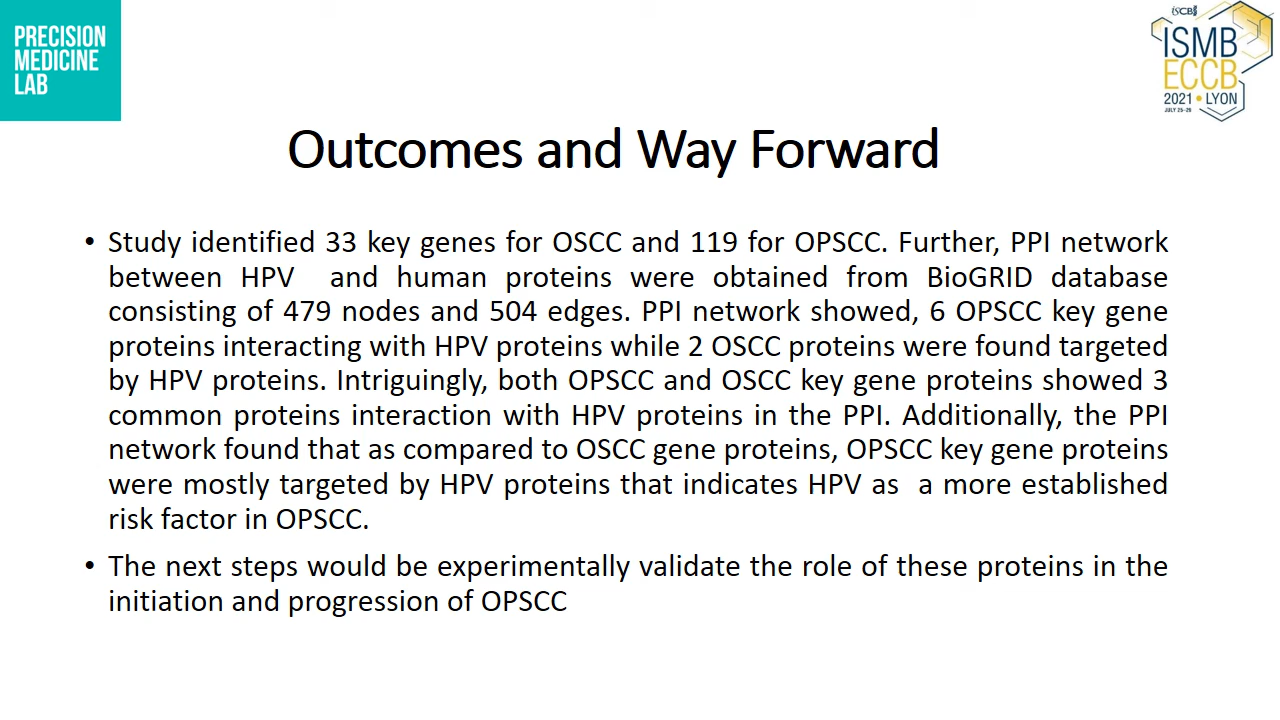 PRECISION
MEDICINE
LAB
iSCB
ISMB
ECCB
2021 • LYON
JULY 25-29
Outcomes and Way Forward
• Study identified 33 key genes for OSCC and 119 for OPSCC. Further, PPI network
between HPV and human proteins were obtained from BioGRID database
consisting of 479 nodes and 504 edges. PPI network showed, 6 OPSCC key gene
proteins interacting with HPV proteins while 2 OSCC proteins were found targeted
by HPV proteins. Intriguingly, both OPSCC and OSCC key gene proteins showed 3
common proteins interaction with HPV proteins in the PPI. Additionally, the PPI
network found that as compared to OSCC gene proteins, OPSCC key gene proteins
were mostly targeted by HPV proteins that indicates HPV as a more established
risk factor in OPSCC.
• The next steps would be experimentally validate the role of these proteins in the
initiation and progression of OPSCC